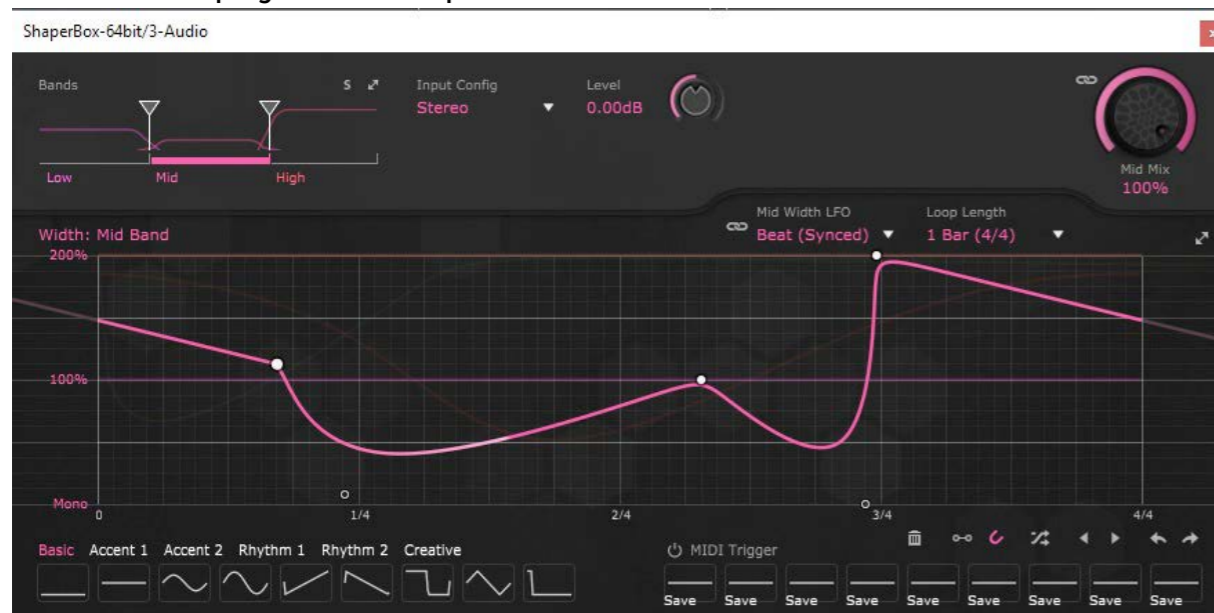 ShaperBox-64bit/3-Audio
Bands
S
Input Config
Level
Stereo
0.00dB
Low
Mid
High
Mid Mix
100%
Mid Width LFO
Loop Length
Beat (Synced)
1 Bar (4/4)
Width: Mid Band
200%
100%
Mono
0
1/4
2/4
3/4
4/4
Basic Accent 1 Accent 2 Rhythm 1 Rhythm 2 Creative
MIDI Trigger
Save Save Save Save Save Save Save Save Save